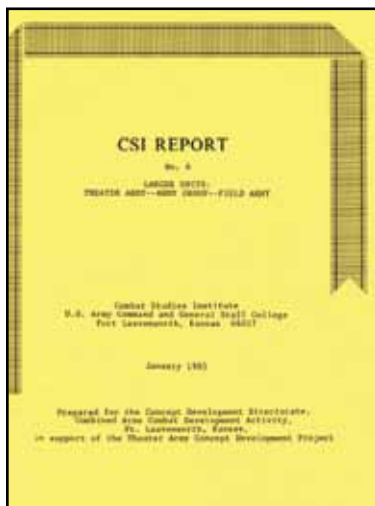 CSI REPORT
No. 6
LARGER UNITS:
THEATER ARMY--ARMY GROUP--FIELD ARMY
Combat Studies Institute
U.S. Army Command and General Staff College
Fort Leavenworth, Kansas 66027
January 1985
Prepared for the Concept Development Directorate,
Combined Arms Combat Development Activity,
Ft. Leavenworth, Kansas,
in support of the Theater Army Concept Development Project